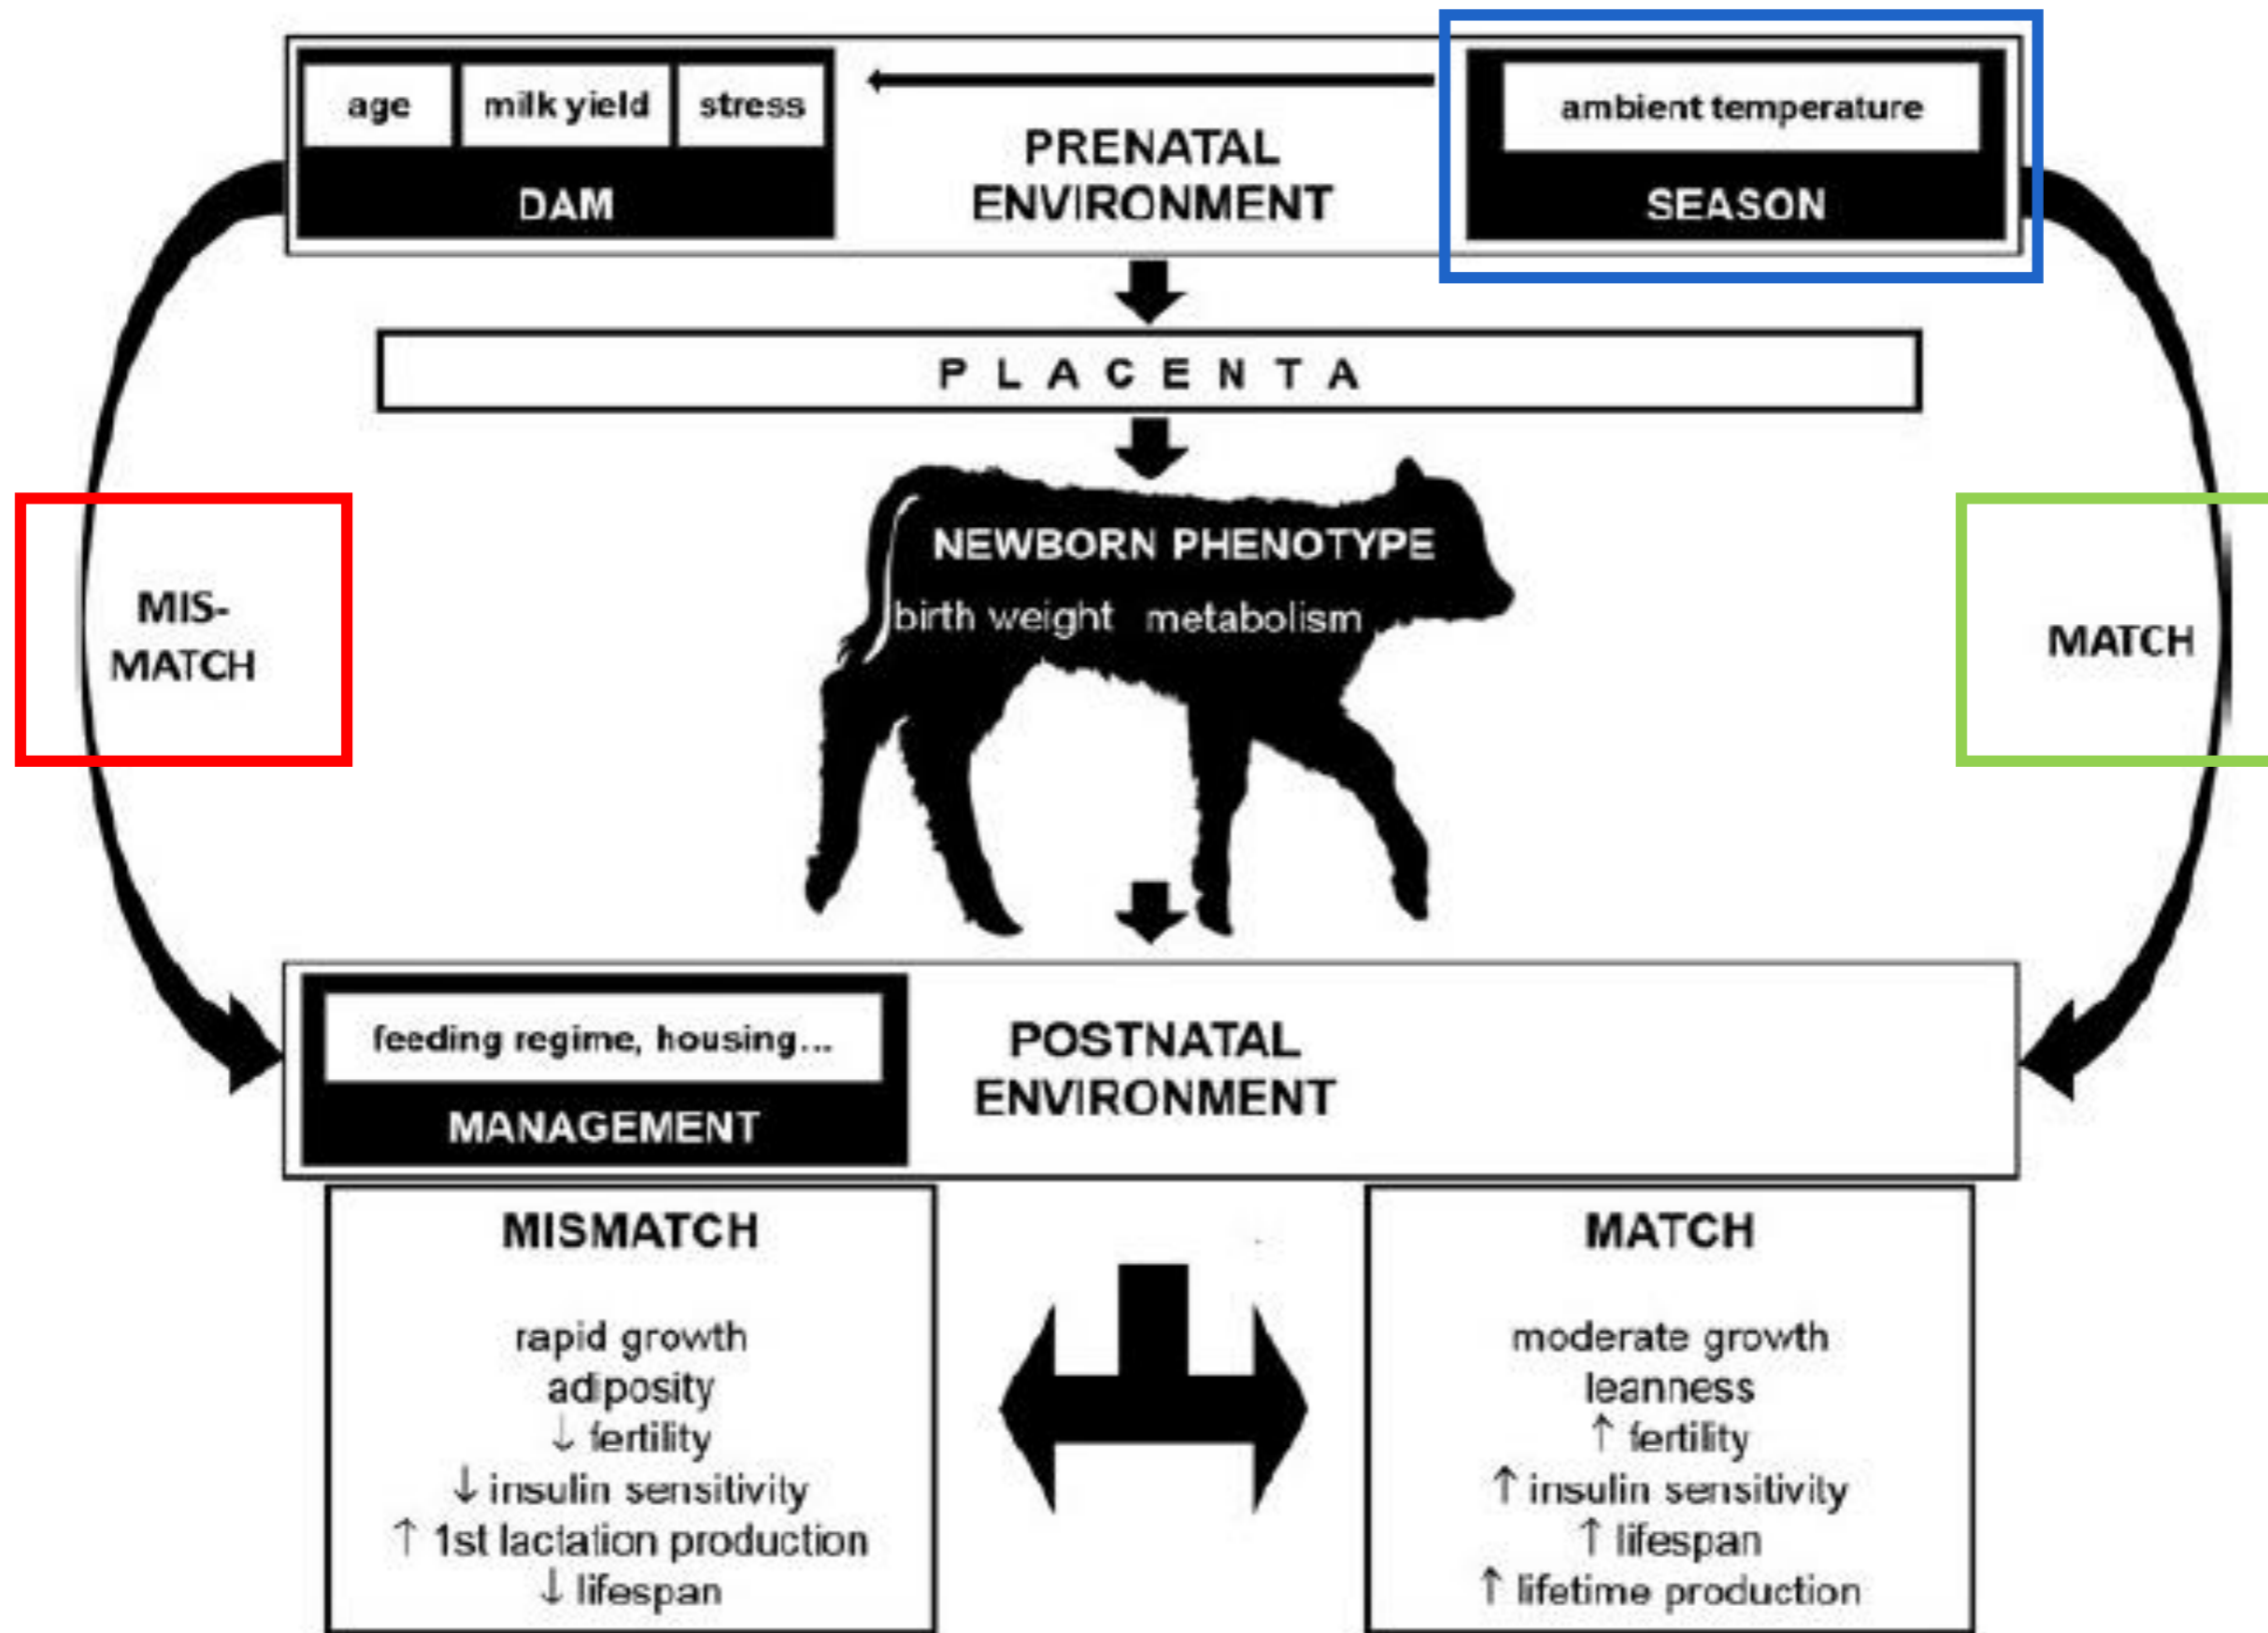 age milk yield stress
DAM
PRENATAL
ENVIRONMENT
ambient temperature
SEASON
P L A C E N T A
NEWBORN PHENOTYPE
birth weight metabolism
MIS-
MATCH
MATCH
feeding regime, housing...
MANAGEMENT
POSTNATAL
ENVIRONMENT
MISMATCH
rapid growth
adiposity
↓ fertility
↓ insulin sensitivity
↑ 1st lactation production
↓ lifespan
MATCH
moderate growth
leanness
↑ fertility
↑ insulin sensitivity
↑ lifespan
↑ lifetime production